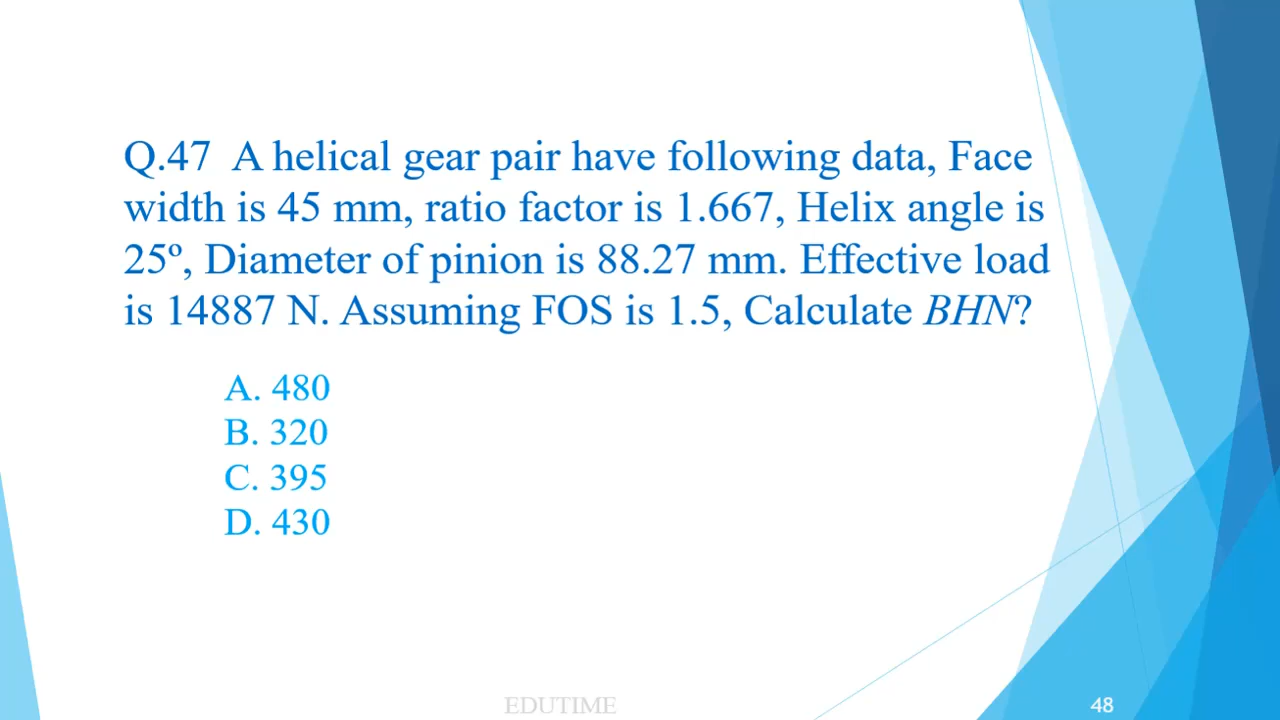 Q.47 A helical gear pair have following data, Face
width is 45 mm, ratio factor is 1.667, Helix angle is
25º, Diameter of pinion is 88.27 mm. Effective load
is 14887 N. Assuming FOS is 1.5, Calculate BHN?
A. 480
B. 320
C. 395
D. 430
EDUTIME
48